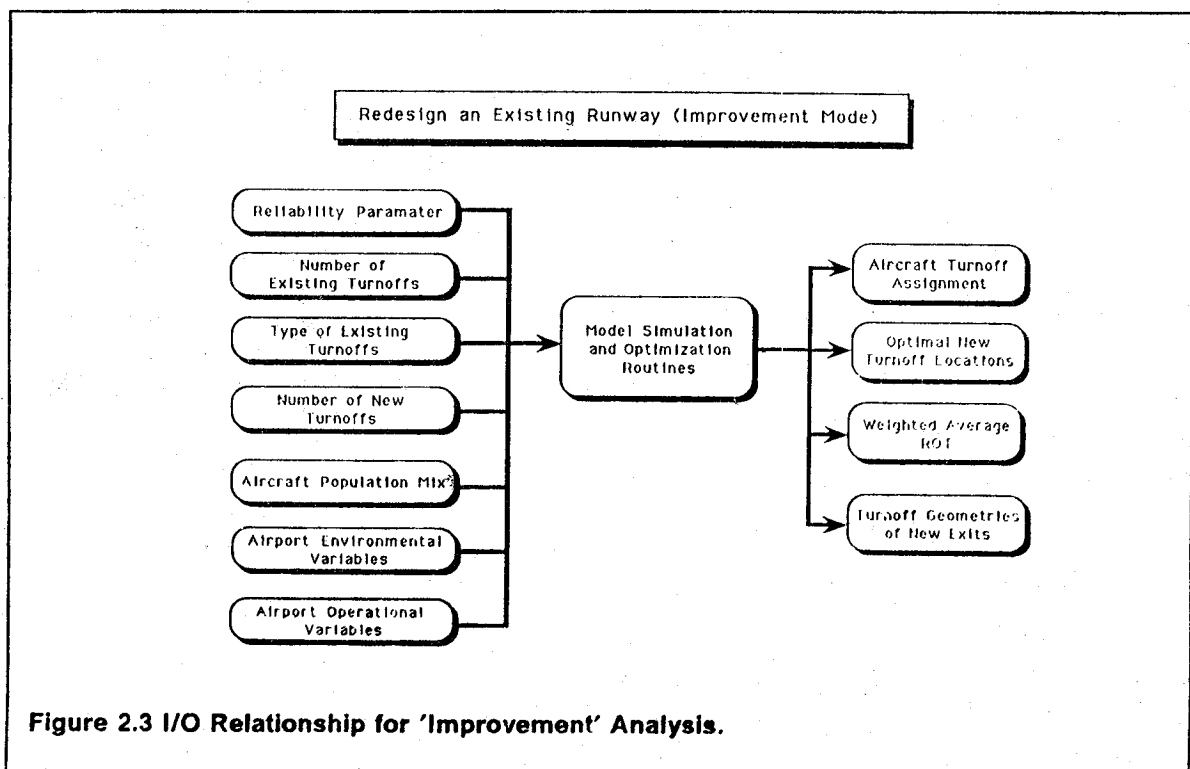 Redesign an Existing Runway (Improvement Mode)
Reliability Paramater
Number of
Existing Turnoffs
Type of Existing
Turnoffs
Number of New
Turnoffs
Aircraft Population Mix
Airport Environmental
Variables
Airport Operational
Variables
Model Simulation
and Optimization
Routines
Aircraft Turnoff
Assignment
Optimal New
Turnoff Locations
Weighted Average
ROT
Turnoff Geometries
of New Exits
Figure 2.3 I/O Relationship for 'Improvement' Analysis.